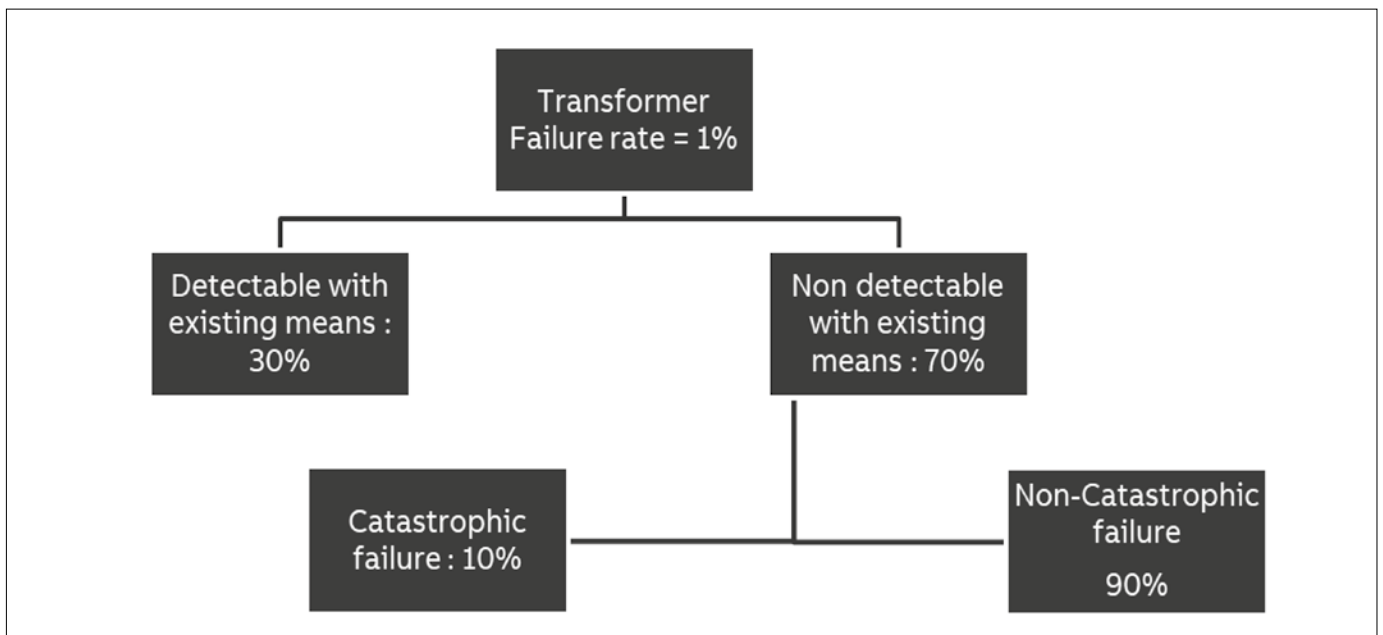 Transformer
Failure rate = 1%
Detectable with
existing means :
30%
Non detectable
with existing
means : 70%
Catastrophic
failure : 10%
Non-Catastrophic
failure
90%